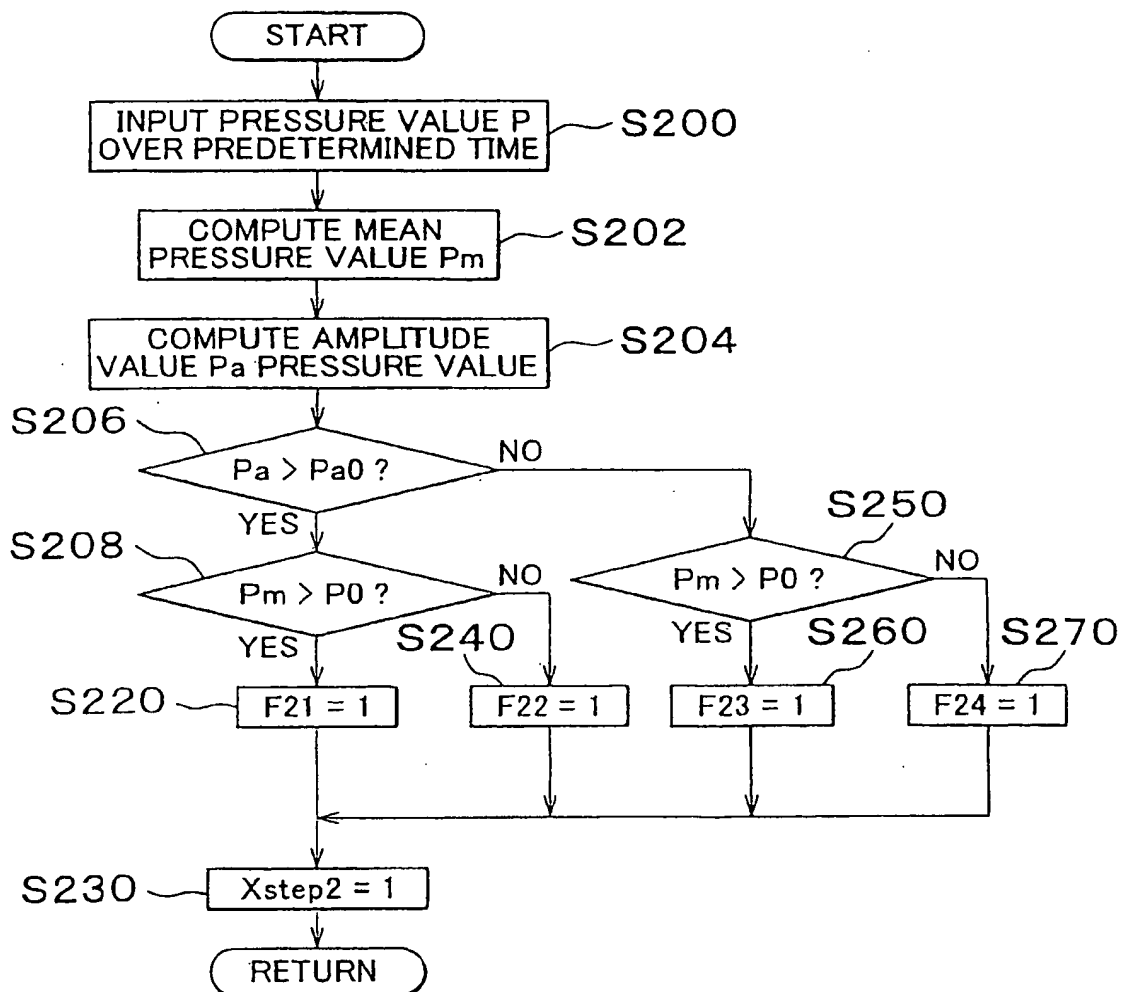 START
INPUT PRESSURE VALUE P
OVER PREDETERMINED TIME
S200
COMPUTE MEAN
PRESSURE VALUE Pm
S202
COMPUTE AMPLITUDE
VALUE Pa PRESSURE VALUE
S204
S206
Pa > Pa0 ?
NO
YES
S208
Pm > P0 ?
NO
YES
S250
Pm > P0 ?
NO
YES
S220
F21 = 1
S240
F22 = 1
S260
F23 = 1
S270
F24 = 1
S230
Xstep2 = 1
RETURN